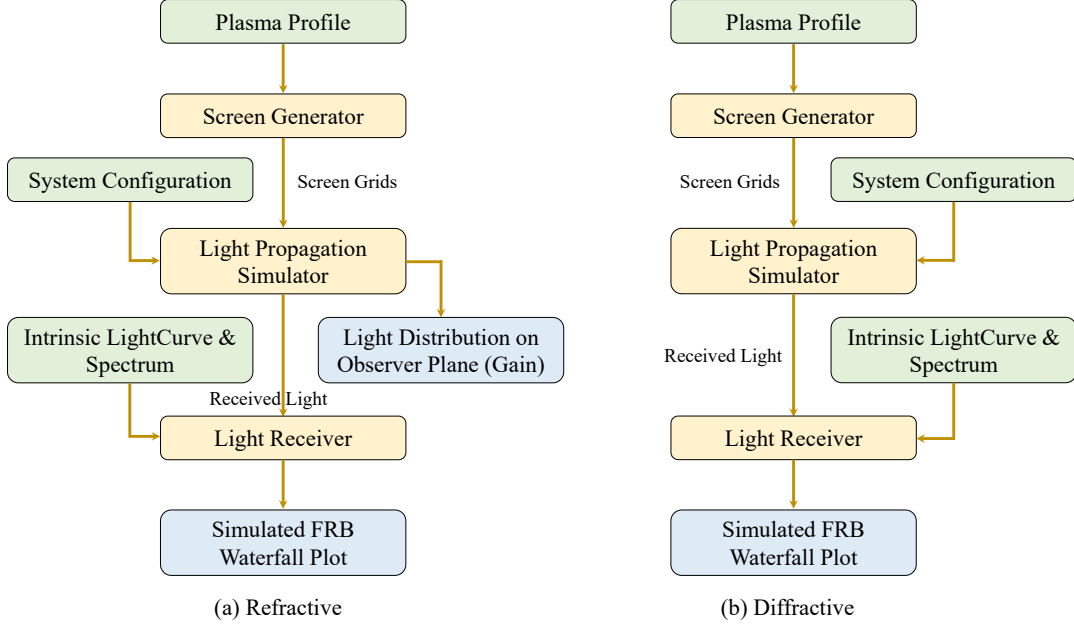 Plasma Profile
Screen Generator
System Configuration
Screen Grids
Light Propagation
Simulator
Intrinsic LightCurve &
Spectrum
Light Distribution on
Observer Plane (Gain)
Received Light
Light Receiver
Simulated FRB
Waterfall Plot
(a) Refractive
Plasma Profile
Screen Generator
Screen Grids
System Configuration
Light Propagation
Simulator
Received Light
Intrinsic LightCurve &
Spectrum
Light Receiver
Simulated FRB
Waterfall Plot
(b) Diffractive